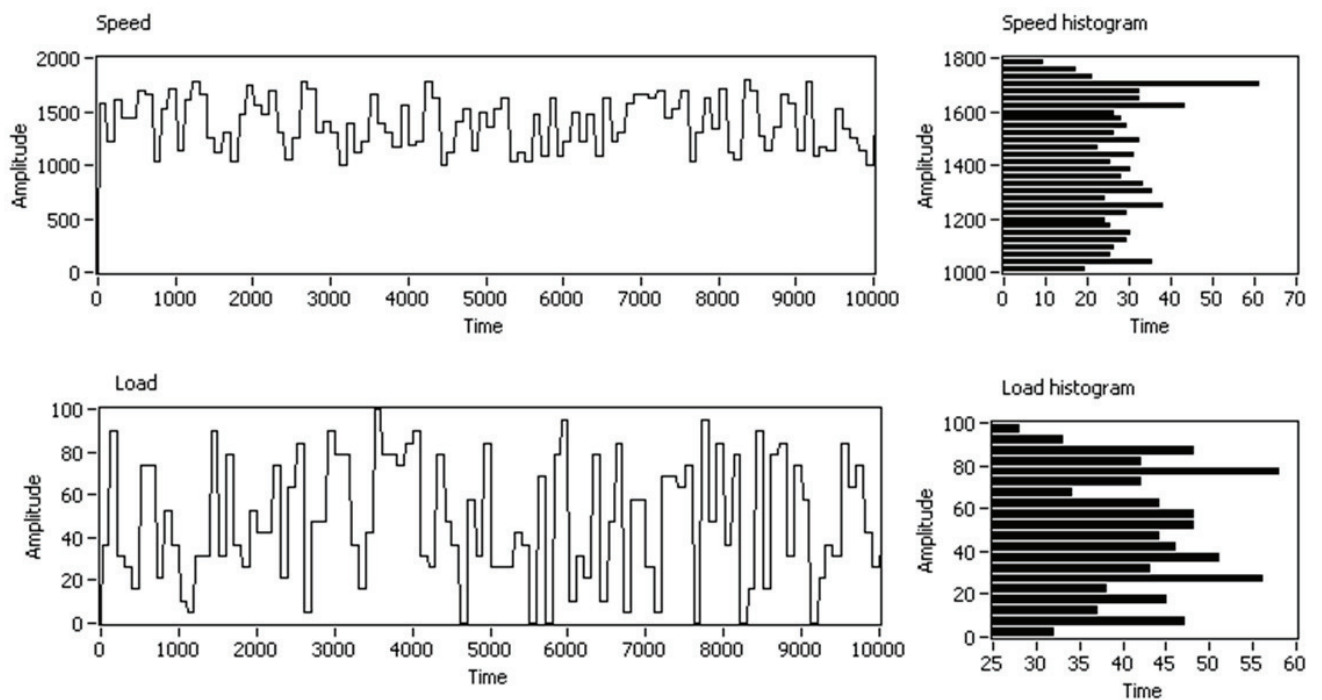 Speed
Amplitude
2000
1500
1000
500
0
0 1000 2000 3000 4000 5000 6000 7000 8000 9000 10000
Time
Speed histogram
Amplitude
1800
1600
1400
1200
1000
0 10 20 30 40 50 60 70
Time
Load
Amplitude
100
80
60
40
20
0
0 1000 2000 3000 4000 5000 6000 7000 8000 9000 10000
Time
Load histogram
Amplitude
100
80
60
40
20
0
25 30 35 40 45 50 55 60
Time